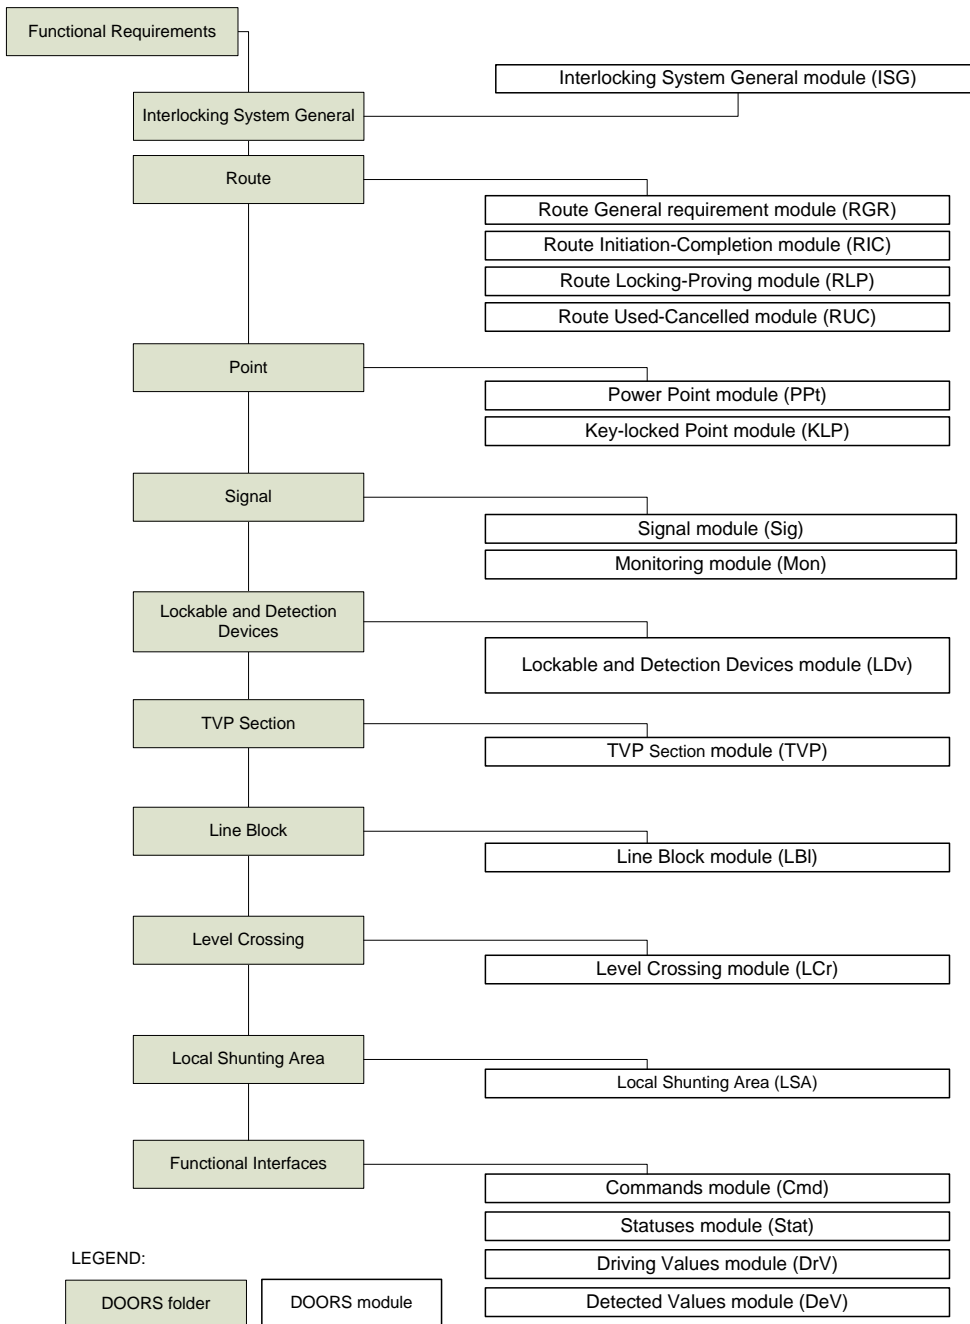 Functional Requirements
Interlocking System General module (ISG)
Interlocking System General
Route
Route General requirement module (RGR)
Route Initiation-Completion module (RIC)
Route Locking-Proving module (RLP)
Route Used-Cancelled module (RUC)
Point
Power Point module (PPt)
Key-locked Point module (KLP)
Signal
Signal module (Sig)
Monitoring module (Mon)
Lockable and Detection
Devices
Lockable and Detection Devices module (LDv)
TVP Section
TVP Section module (TVP)
Line Block
Line Block module (LBl)
Level Crossing
Level Crossing module (LCr)
Local Shunting Area
Local Shunting Area (LSA)
Functional Interfaces
Commands module (Cmd)
Statuses module (Stat)
Driving Values module (DrV)
Detected Values module (DeV)
LEGEND:
DOORS folder
DOORS module